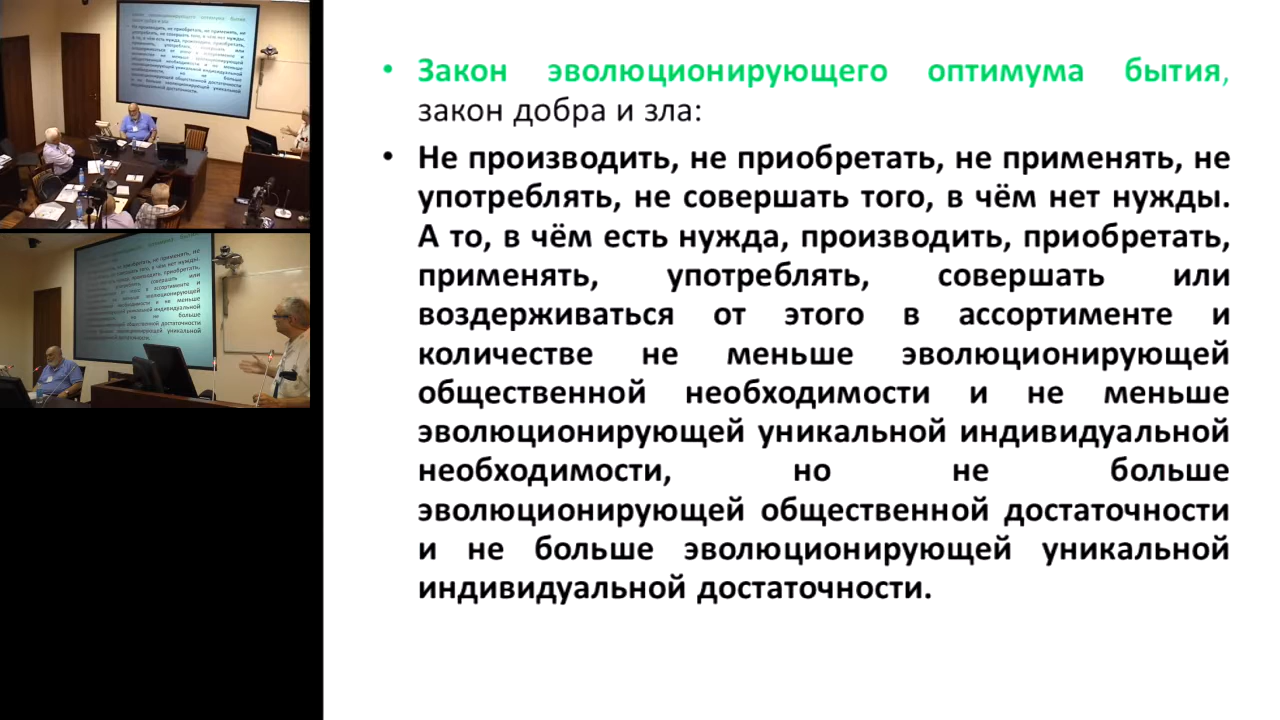 • Закон эволюционирующего оптимума бытия,
закон добра и зла:
• Не производить, не приобретать, не применять, не
употреблять, не совершать того, в чём нет нужды.
А то, в чём есть нужда, производить, приобретать,
применять, употреблять, совершать или
воздерживаться от этого в ассортименте и
количестве не меньше эволюционирующей
общественной необходимости и не меньше
эволюционирующей уникальной индивидуальной
необходимости, но не больше
эволюционирующей общественной достаточности
и не больше эволюционирующей уникальной
индивидуальной достаточности.